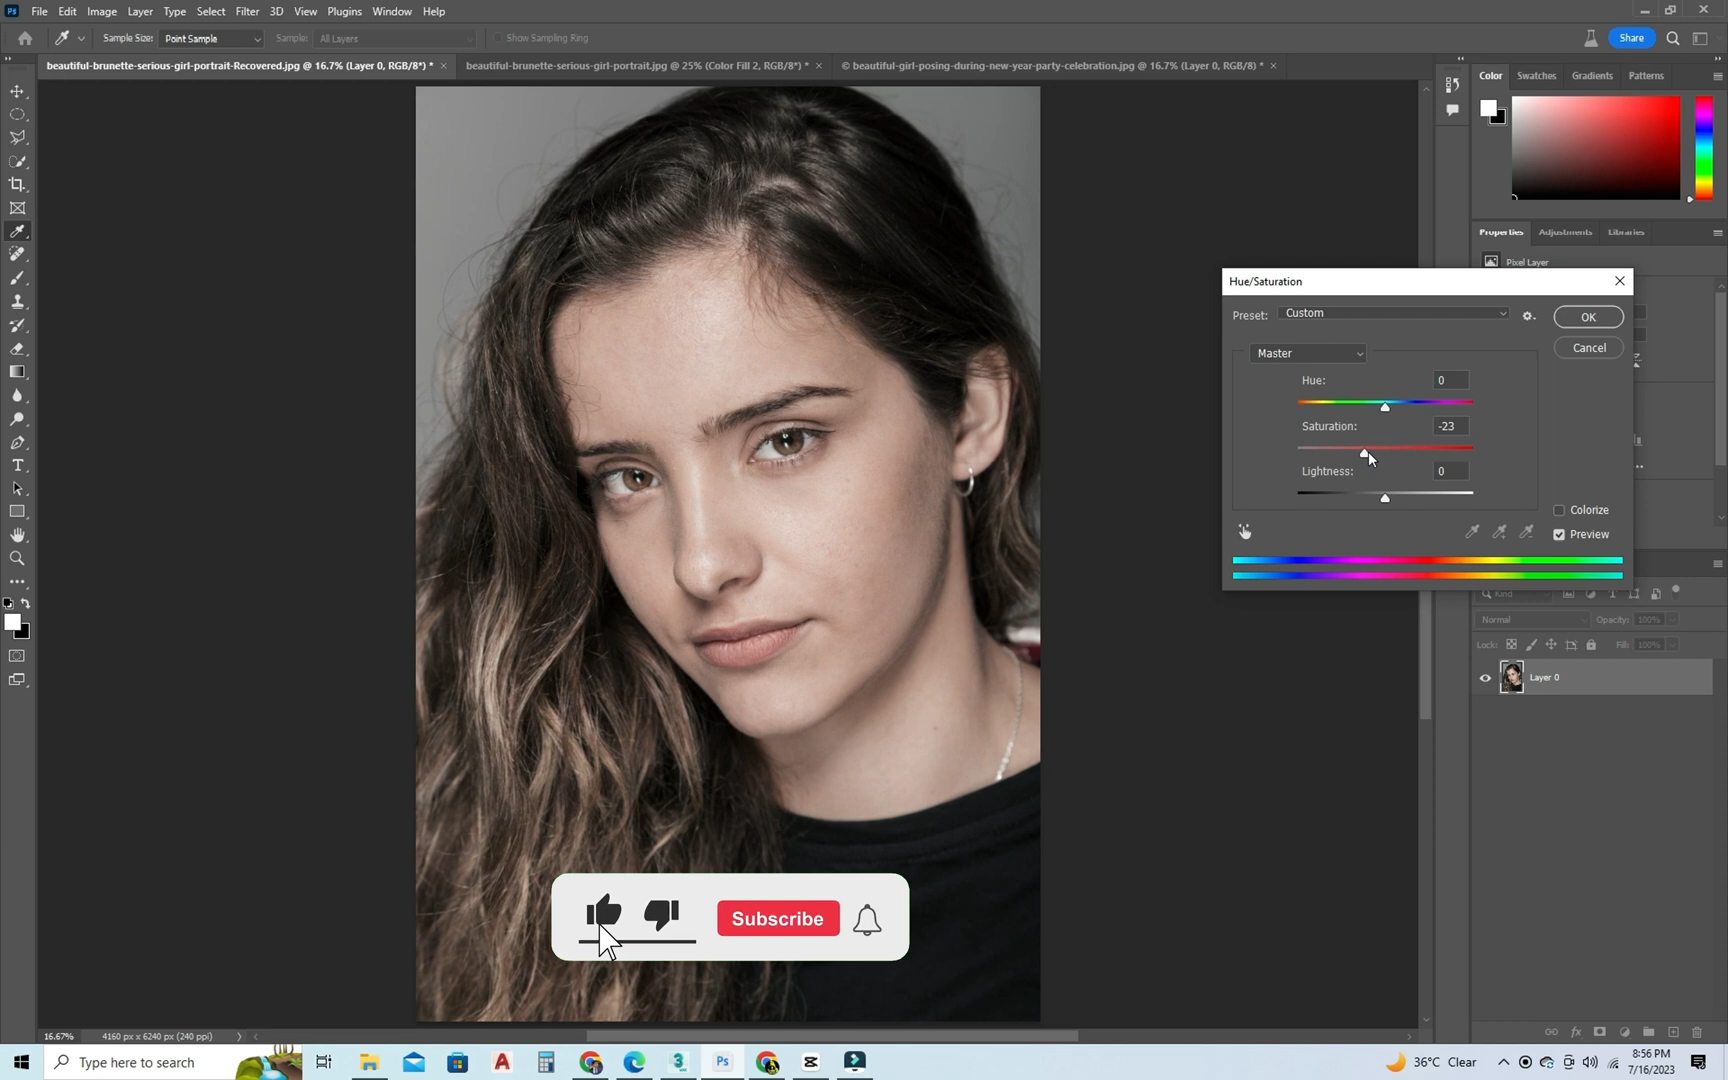 File Edit Image Layer Type Select Filter 3D View Plugins Window Help
Sample Size: Point Sample Sample: All Layers Show Sampling Ring
Share
beautiful-brunette-serious-girl-portrait-Recovered.jpg @ 16.7% (Layer 0, RGB/8*) * ×
beautiful-brunette-serious-girl-portrait.jpg @ 25% (Color Fill 2, RGB/8*) * ×
© beautiful-girl-posing-during-new-year-party-celebration.jpg @ 16.7% (Layer 0, RGB/8) * ×
Color Swatches Gradients Patterns
Properties Adjustments Libraries
Pixel Layer
Hue/Saturation
Preset: Custom
OK
Cancel
Master
Hue: 0
Saturation: -23
Lightness: 0
Colorize
Preview
Kind
Normal Opacity: 100%
Lock: Fill: 100%
Layer 0
Subscribe
16.67% 4160 px x 6240 px (240 ppi)
Type here to search
36°C Clear
8:56 PM
7/16/2023